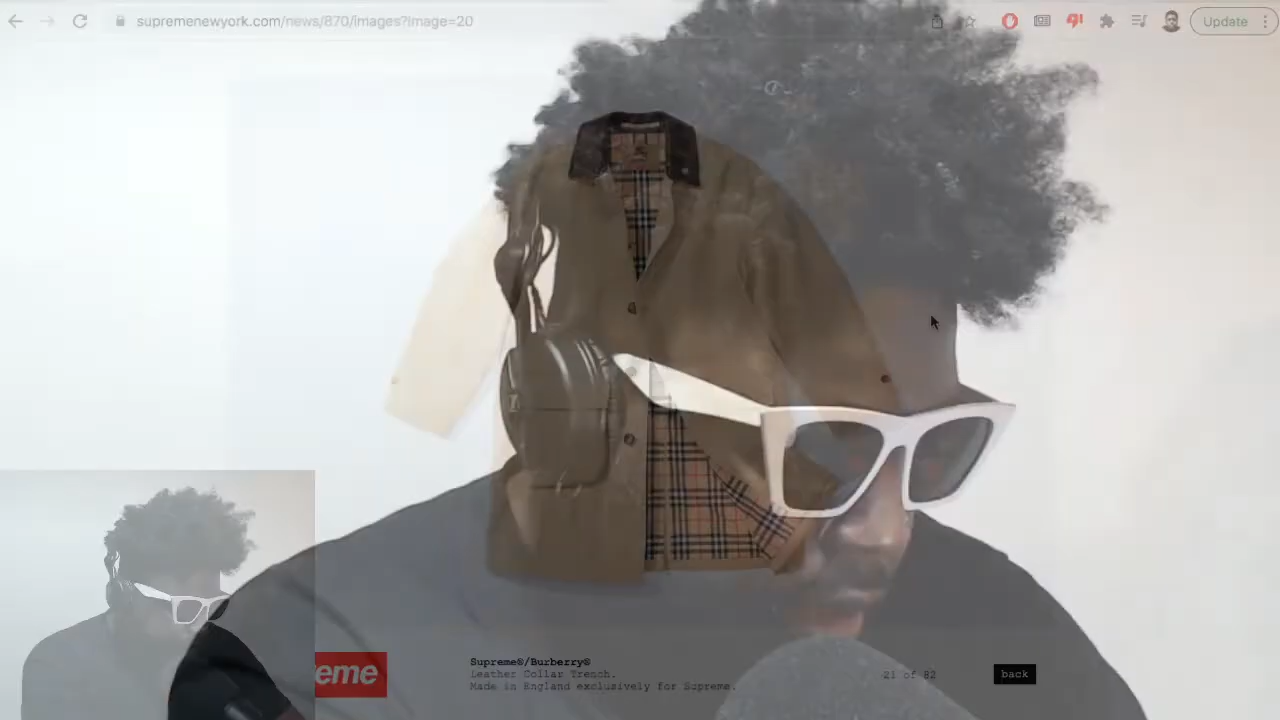 supremenewyork.com/news/870/images?image=20
Update
eme
Supreme®/Burberry®
Leather Collar Trench.
Made in England exclusively for Supreme.
21 of 82
back